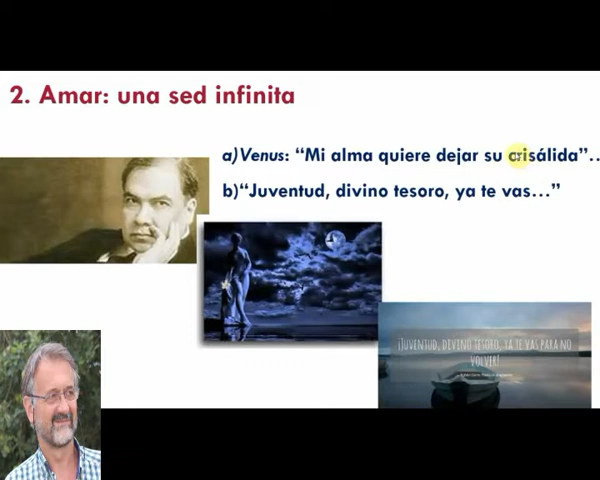 2. Amar: una sed infinita
a)Venus: “Mi alma quiere dejar su crisálida”..
b)“Juventud, divino tesoro, ya te vas…”
¡JUVENTUD, DIVINO TESORO, YA TE VAS PARA NO
VOLVER!